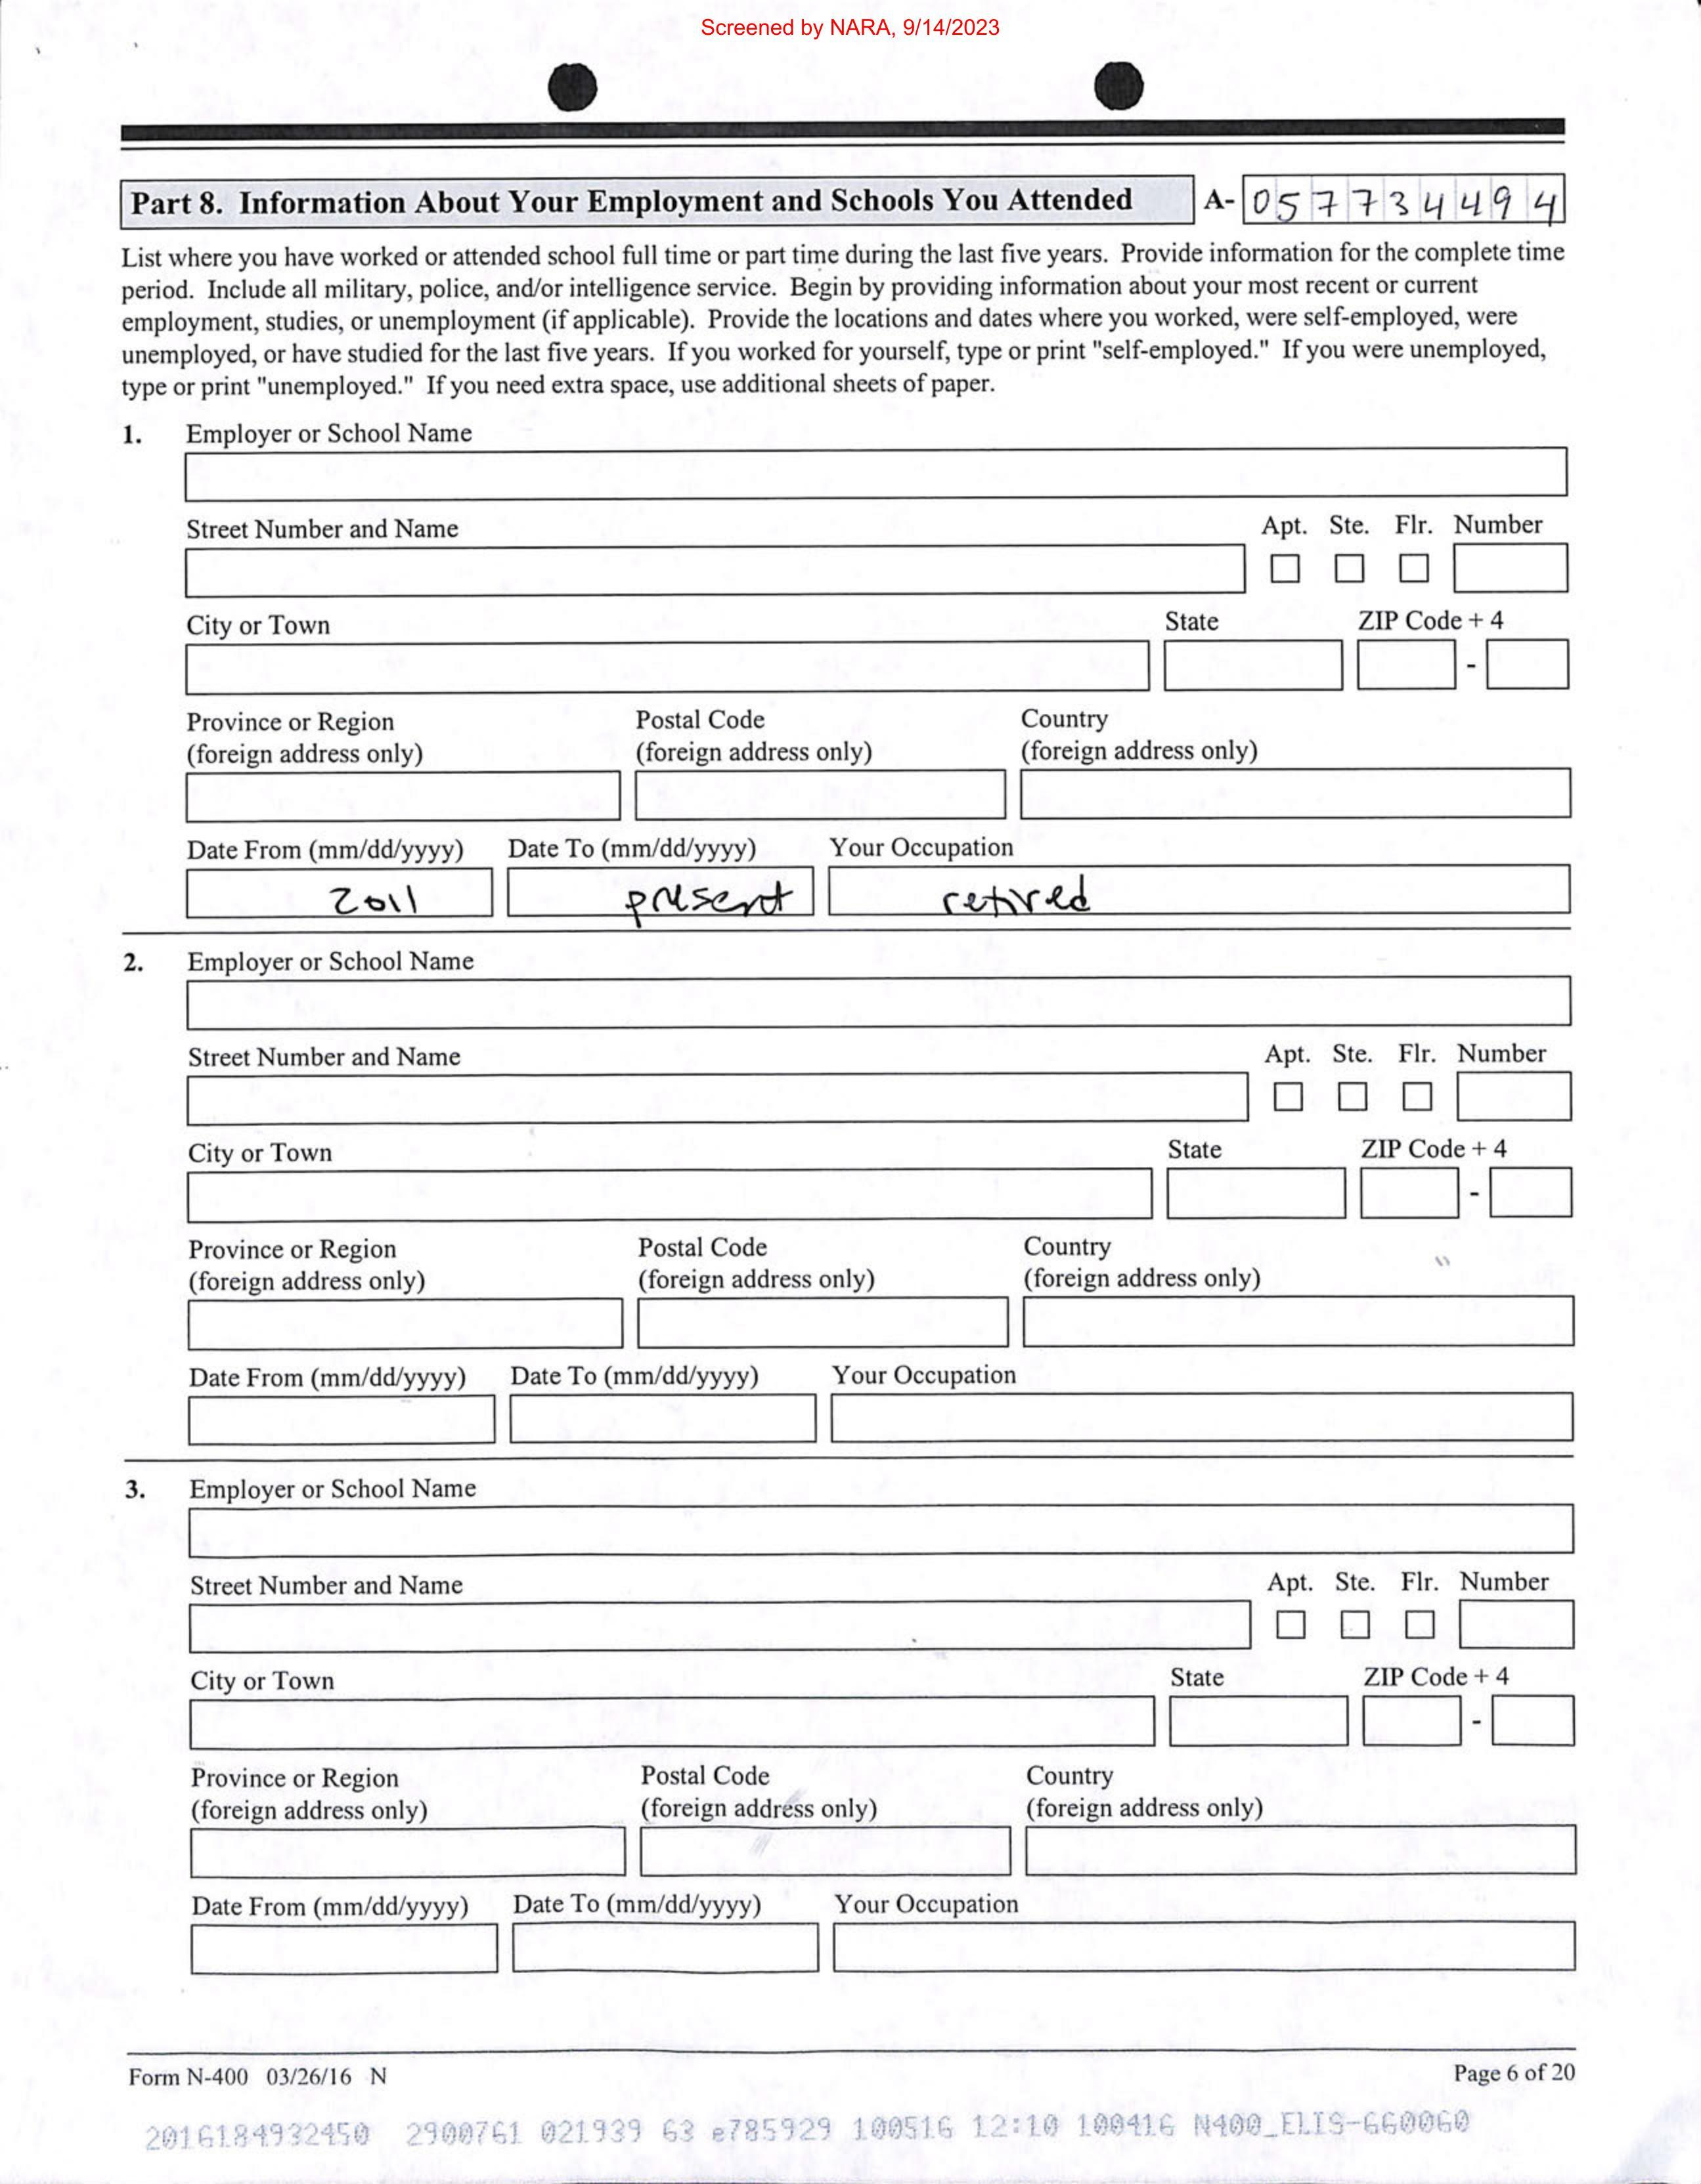 Screened by NARA, 9/14/2023
Part 8. Information About Your Employment and Schools You Attended A- 057734494
List where you have worked or attended school full time or part time during the last five years. Provide information for the complete time
period. Include all military, police, and/or intelligence service. Begin by providing information about your most recent or current
employment, studies, or unemployment (if applicable). Provide the locations and dates where you worked, were self-employed, were
unemployed, or have studied for the last five years. If you worked for yourself, type or print "self-employed." If you were unemployed,
type or print "unemployed." If you need extra space, use additional sheets of paper.
1. Employer or School Name
Street Number and Name Apt. Ste. Flr. Number
City or Town State ZIP Code + 4
-
Province or Region Postal Code Country
(foreign address only) (foreign address only) (foreign address only)
Date From (mm/dd/yyyy) Date To (mm/dd/yyyy) Your Occupation
2011 present retired
2. Employer or School Name
Street Number and Name Apt. Ste. Flr. Number
City or Town State ZIP Code + 4
-
Province or Region Postal Code Country
(foreign address only) (foreign address only) (foreign address only)
Date From (mm/dd/yyyy) Date To (mm/dd/yyyy) Your Occupation
3. Employer or School Name
Street Number and Name Apt. Ste. Flr. Number
City or Town State ZIP Code + 4
-
Province or Region Postal Code Country
(foreign address only) (foreign address only) (foreign address only)
Date From (mm/dd/yyyy) Date To (mm/dd/yyyy) Your Occupation
Form N-400 03/26/16 N Page 6 of 20
2016184932450 2900761 021939 63 e785929 100516 12:10 100416 N400_ELIS-660060